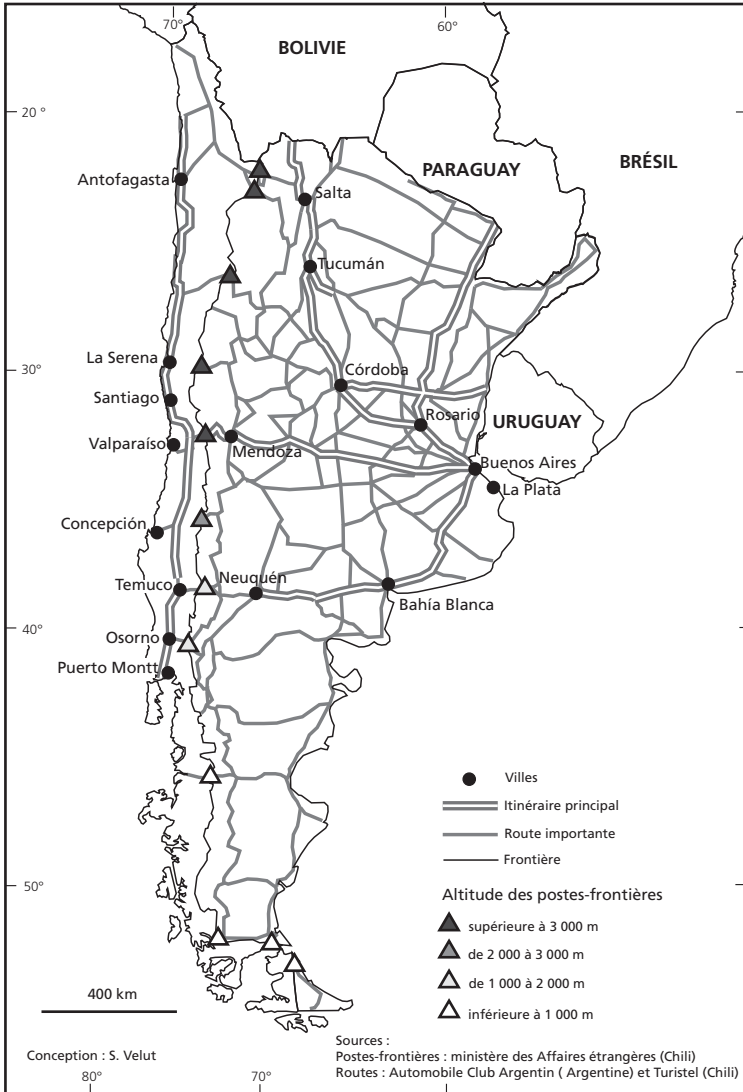 70°
60°
BOLIVIE
20 °
PARAGUAY
BRÉSIL
Antofagasta
Salta
Tucumán
30°
La Serena
Córdoba
Santiago
Rosario
URUGUAY
Valparaíso
Mendoza
Buenos Aires
La Plata
Concepción
Neuquén
Temuco
Bahía Blanca
40°
Osorno
Puerto Montt
Villes
Itinéraire principal
Route importante
Frontière
50°
Altitude des postes-frontières
supérieure à 3 000 m
de 2 000 à 3 000 m
de 1 000 à 2 000 m
inférieure à 1 000 m
400 km
Conception : S. Velut
Sources :
Postes-frontières : ministère des Affaires étrangères (Chili)
Routes : Automobile Club Argentin ( Argentine) et Turistel (Chili)
80°
70°